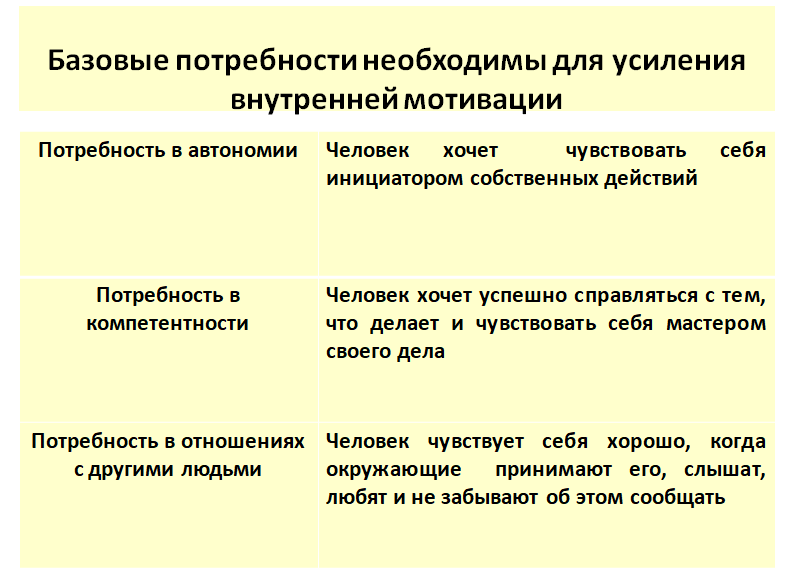 Базовые потребности необходимы для усиления
внутренней мотивации
Потребность в автономии
Человек хочет чувствовать себя
инициатором собственных действий
Потребность в
компетентности
Человек хочет успешно справляться с тем,
что делает и чувствовать себя мастером
своего дела
Потребность в отношениях
с другими людьми
Человек чувствует себя хорошо, когда
окружающие принимают его, слышат,
любят и не забывают об этом сообщать